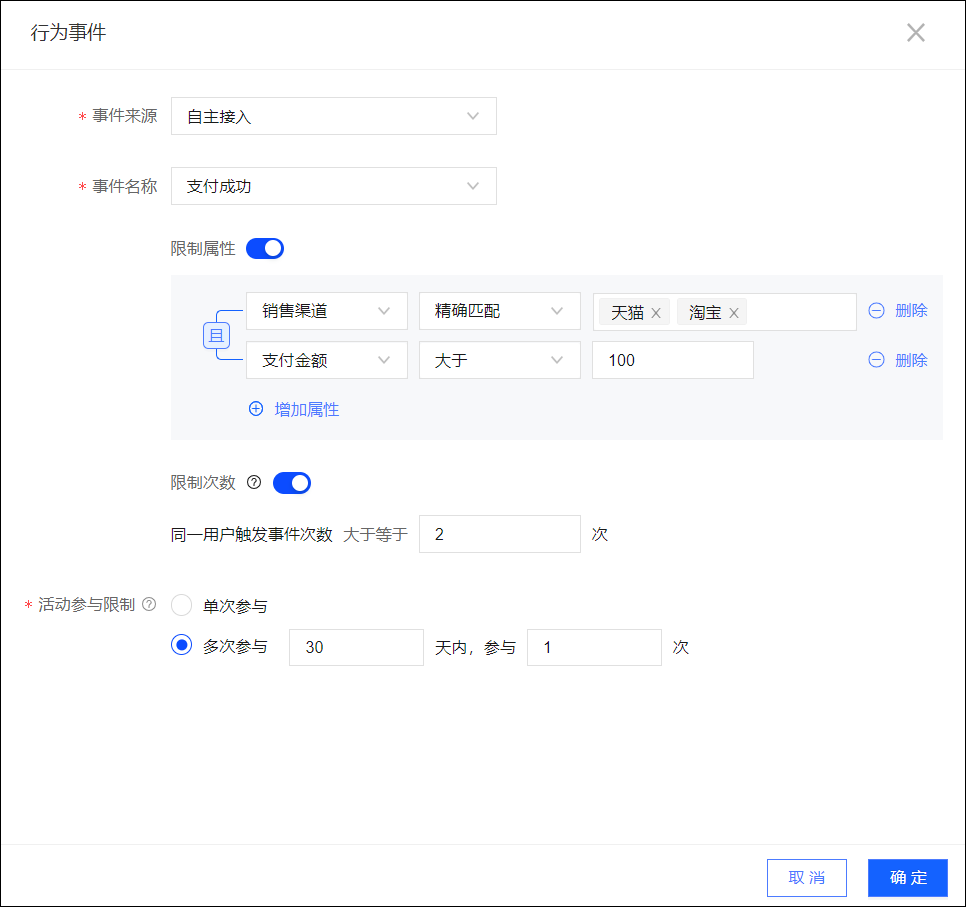 行为事件
* 事件来源 自主接入
* 事件名称 支付成功
限制属性
销售渠道 精确匹配 天猫 淘宝 删除
且
支付金额 大于 100 删除
增加属性
限制次数
同一用户触发事件次数 大于等于 2 次
* 活动参与限制 单次参与
多次参与 30 天内，参与 1 次
取消 确定